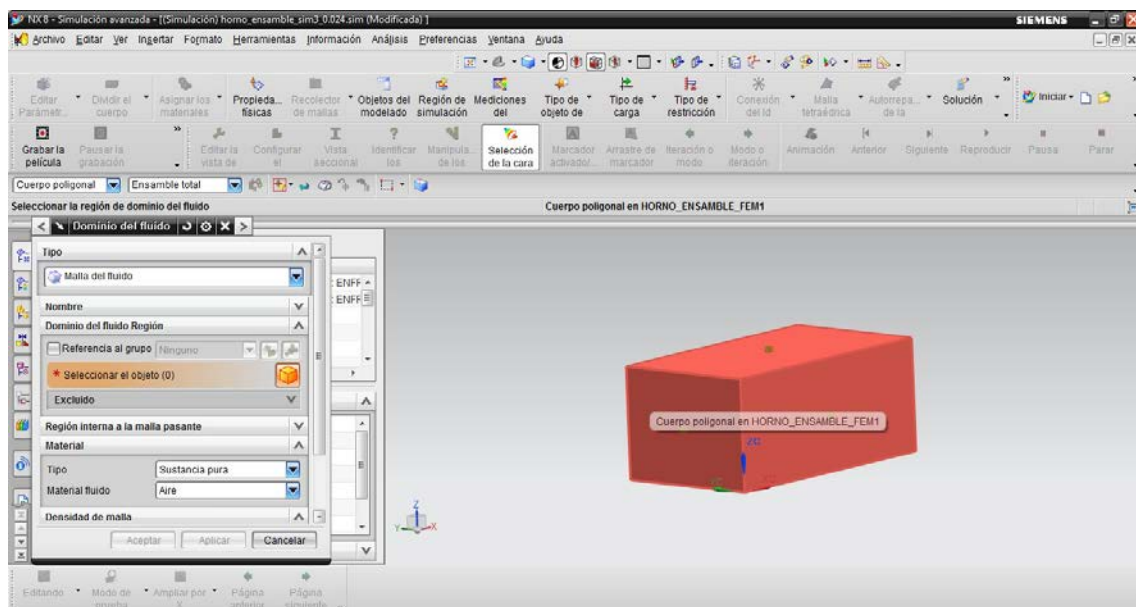 NX 8 - Simulación avanzada - [(Simulación) horno_ensamble_sim3_0.024.sim (Modificada) ]
SIEMENS
Archivo Editar Ver Insertar Formato Herramientas Información Análisis Preferencias Ventana Ayuda
Editar Dividir el Asignar los Propieda... Recolector Objetos del Región de Mediciones Tipo de Tipo de Tipo de Conexión Malla Autorrepa... Solución Iniciar
Parámetr... cuerpo materiales físicas de mallas modelado simulación del objeto de carga restricción del Id tetraédrica de la
Grabar la Pausar la Editar la Configurar Vista Identificar Manipula... Selección Marcador Arrastre de Iteración o Modo o Animación Anterior Siguiente Reproducir Pausa Parar
película grabación vista de el seccional los de los de la cara activador... marcador modo iteración
Cuerpo poligonal Ensamble total
Seleccionar la región de dominio del fluido Cuerpo poligonal en HORNO_ENSAMBLE_FEM1
Dominio del fluido
Tipo
Malla del fluido
ENFF
Nombre
ENFF
Dominio del fluido Región
Referencia al grupo Ninguno
* Seleccionar el objeto (0)
Excluido
Región interna a la malla pasante
Material
Tipo Sustancia pura
Material fluido Aire
Densidad de malla
Aceptar Aplicar Cancelar
Cuerpo poligonal en HORNO_ENSAMBLE_FEM1
ZC
YC
Z
Y X
Editando Modo de Ampliar por Página Página
prueba X anterior siguiente